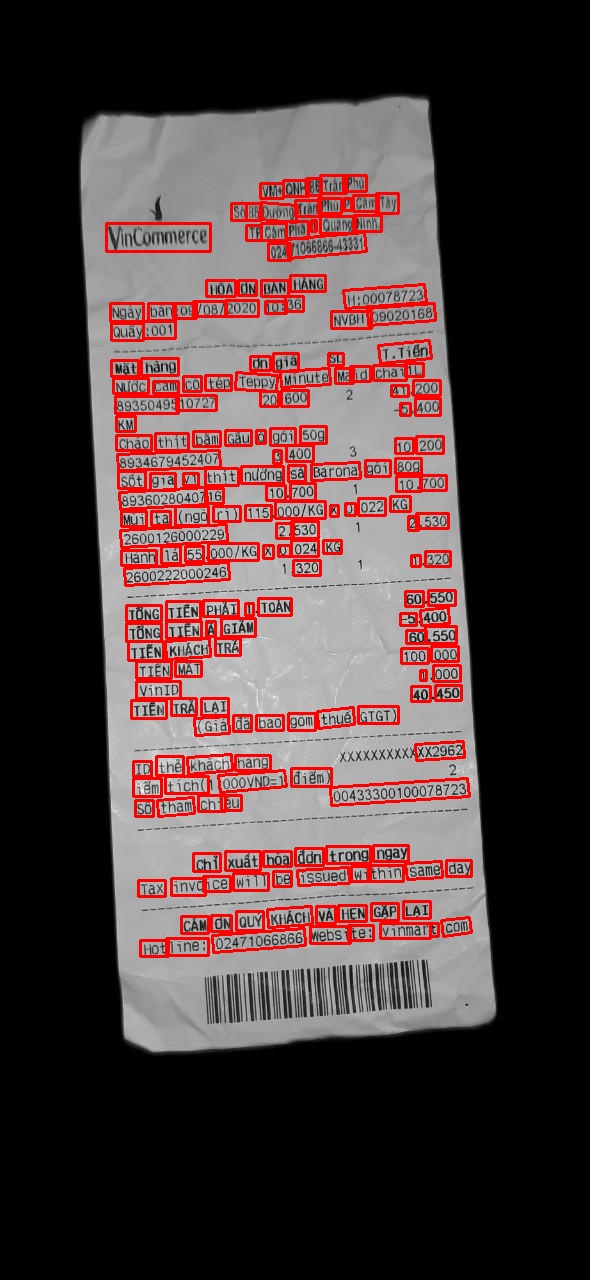 VinCommerce
VM+ QNH 86 Trần Phú
Số 86 Đường Trần Phú P Cẩm Tây
TP Cẩm Phả Quảng Ninh
02471066866-43331
HÓA ĐƠN BÁN HÀNG
Ngày bán:09/08/2020 10:36 H:00078723
Quầy:001 NVBH:09020168
Mặt hàng Đơn giá SL T.Tiền
Nước cam có tép Teppy Minute Maid chai1L
8935049510727 20.600 2 41.200
KM -5.400
Cháo thịt bằm Gấu Đỏ gói 50g
8934679452407 3.400 3 10.200
Sốt gia vị thịt nướng sả Barona gói 80g
8936028040716 10.700 1 10.700
Mùi ta (ngò rí) 115.000/KG x 0.022 KG
2600126000229 2.530 1 2.530
Hành lá 55.000/KG x 0.024 KG
2600222000246 1.320 1 1.320
TỔNG TIỀN PHẢI T.TOÁN 60.550
TỔNG TIỀN ĐÃ GIẢM -5.400
TIỀN KHÁCH TRẢ 60.550
TIỀN MẶT 100.000
VinID 0.000
TIỀN TRẢ LẠI 40.450
(Giá đã bao gồm thuế GTGT)
ID thẻ khách hàng XXXXXXXXXXXX2962
Điểm tích(1.000VND=1 điểm) 2
Số tham chiếu 00433300100078723
Chỉ xuất hóa đơn trong ngày
Tax invoice will be issued within same day
CẢM ƠN QUÝ KHÁCH VÀ HẸN GẶP LẠI
Hotline: 02471066866 Website: vinmart.com